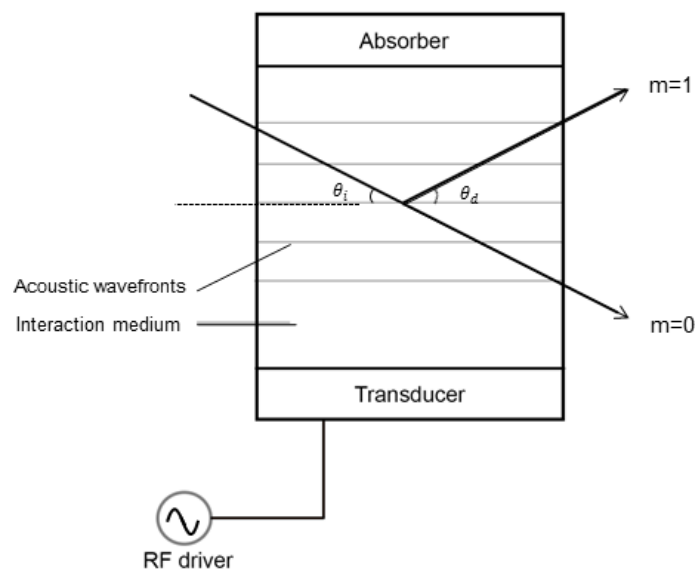 Absorber
m=1
θi
θd
Acoustic wavefronts
Interaction medium
m=0
Transducer
RF driver